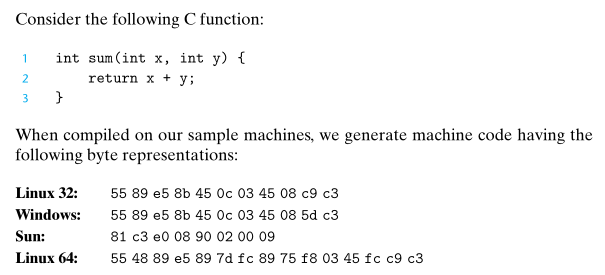 Consider the following C function:
1 int sum(int x, int y) {
2 return x + y;
3 }
When compiled on our sample machines, we generate machine code having the
following byte representations:
Linux 32: 55 89 e5 8b 45 0c 03 45 08 c9 c3
Windows: 55 89 e5 8b 45 0c 03 45 08 5d c3
Sun: 81 c3 e0 08 90 02 00 09
Linux 64: 55 48 89 e5 89 7d fc 89 75 f8 03 45 fc c9 c3